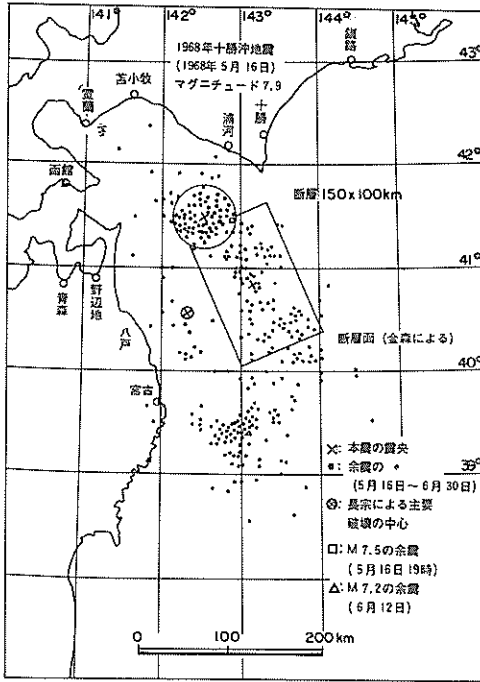 141°
142°
143°
144°
145°
1968年十勝沖地震
(1968年5月16日)
マグニチュード7.9
釧路
43°
苫小牧
室蘭
浦河
十勝
42°
函館
断層150x100km
41°
青森
野辺地
八戸
断層面(金森による)
40°
宮古
39°
×: 本震の震央
•: 余震の 〃
(5月16日〜6月30日)
⊗: 長宗による主要
破壊の中心
□: M7.5の余震
(5月16日19時)
△: M7.2の余震
(6月12日)
0
100
200km